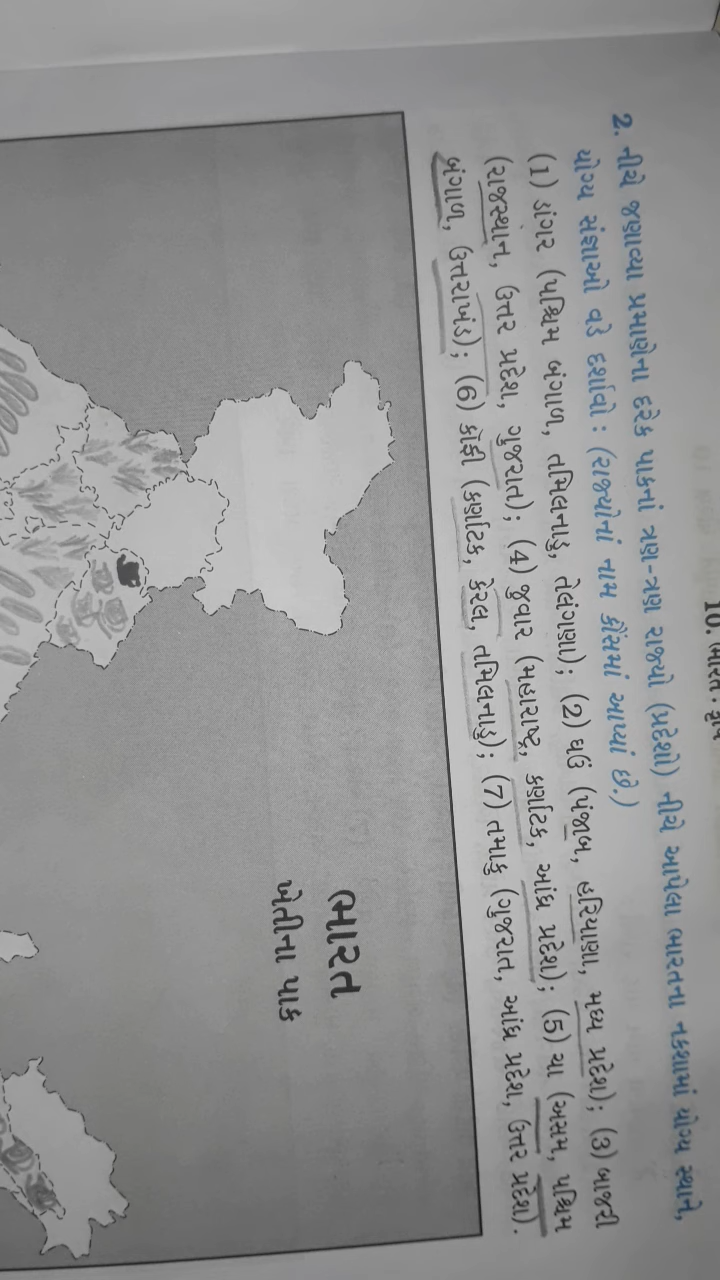 10. ભારત :
2. નીચે જણાવ્યા પ્રમાણેના દરેક પાકનાં ત્રણ-ત્રણ રાજ્યો (પ્રદેશો) નીચે આપેલા ભારતના નકશામાં યોગ્ય સ્થાને,
યોગ્ય સંજ્ઞાઓ વડે દર્શાવો : (રાજ્યોનાં નામ કૌંસમાં આપ્યાં છે.)
(1) ડાંગર (પશ્ચિમ બંગાળ, તમિલનાડુ, તેલંગણા); (2) ઘઉં (પંજાબ, હરિયાણા, મધ્ય પ્રદેશ); (3) બાજરી
(રાજસ્થાન, ઉત્તર પ્રદેશ, ગુજરાત); (4) જુવાર (મહારાષ્ટ્ર, કર્ણાટક, આંધ્ર પ્રદેશ); (5) ચા (અસમ, પશ્ચિમ
બંગાળ, ઉત્તરાખંડ); (6) કૉફી (કર્ણાટક, કેરલ, તમિલનાડુ); (7) તમાકુ (ગુજરાત, આંધ્ર પ્રદેશ, ઉત્તર પ્રદેશ).
ભારત
ખેતીના પાક